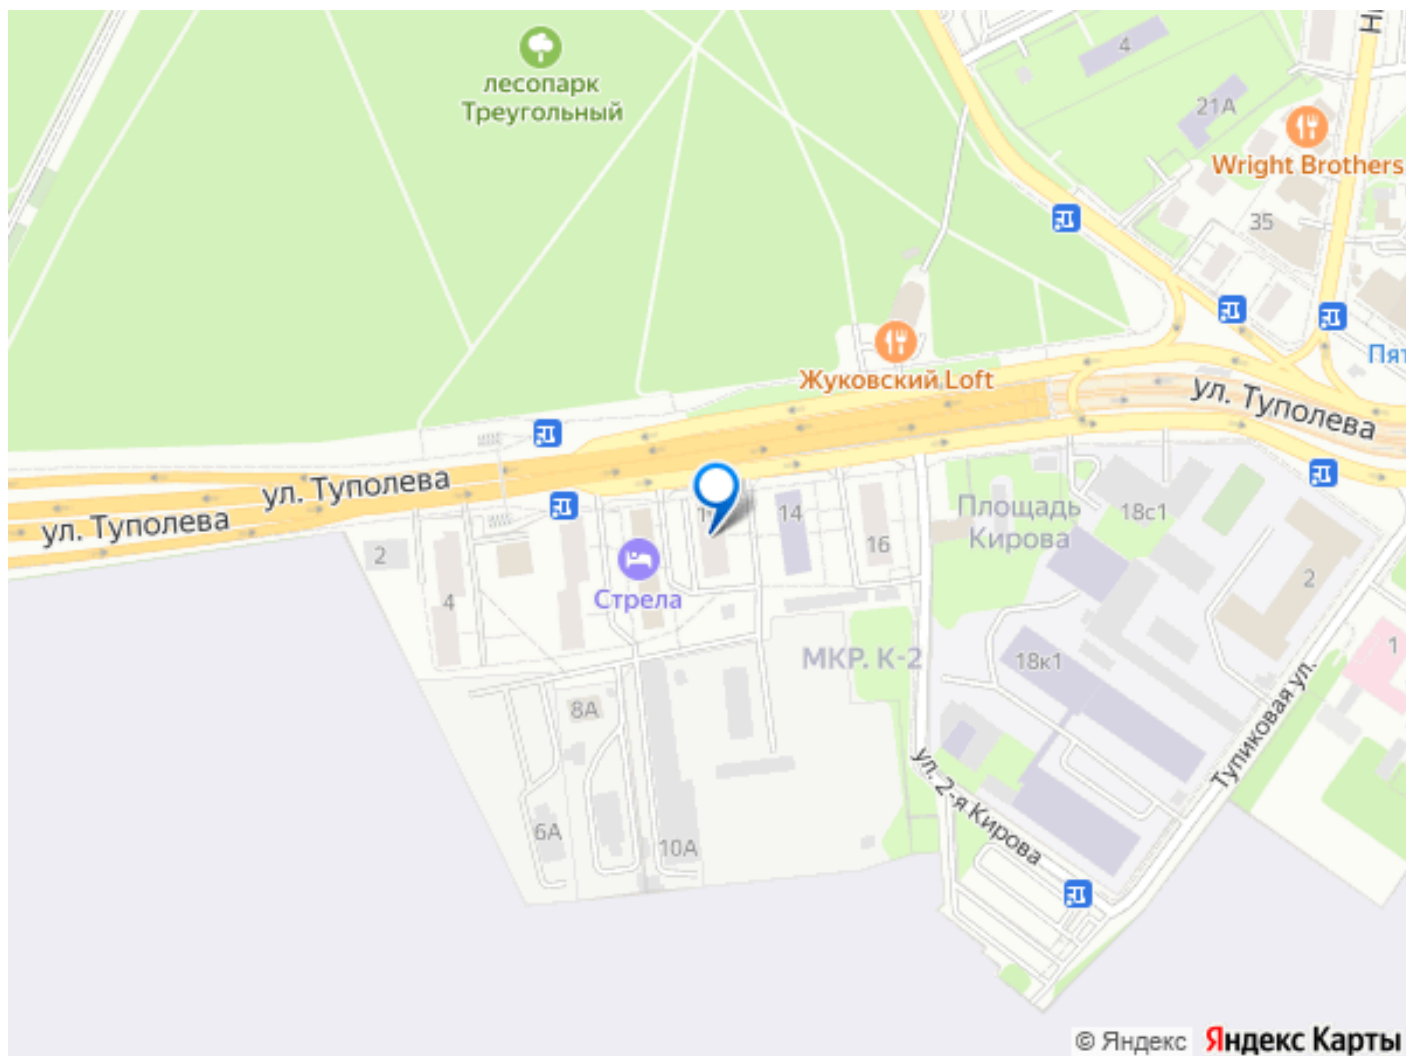 4
лесопарк
Треугольный
21А
Wright Brothers
35
Жуковский Loft
ул. Туполева
ул. Туполева
ул. Туполева
14
18с1
Площадь
Кирова
16
2
4
Стрела
2
МКР. К-2
18к1
1
8А
6А
10А
ул. 2-я Кирова
Тупиковая ул.
© Яндекс
Яндекс Карты